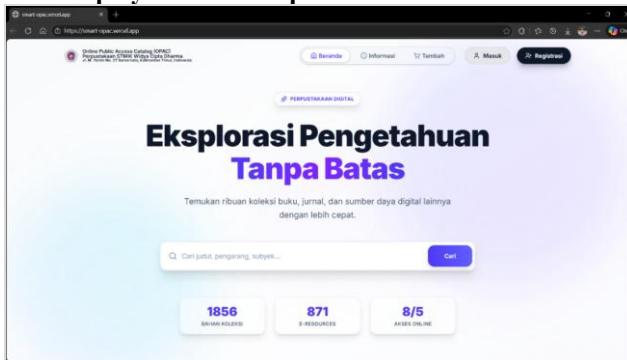 smart-opac.vercel.app
https://smart-opac.vercel.app
Online Public Access Catalog (OPAC)
Perpustakaan STMIK Widya Cipta Dharma
Beranda
Informasi
Tambah
Masuk
Registrasi
PERPUSTAKAAN DIGITAL
Eksplorasi Pengetahuan
Tanpa Batas
Temukan ribuan koleksi buku, jurnal, dan sumber daya digital lainnya
dengan lebih cepat.
Cari judul, pengarang, subyek...
Cari
1856
BAHAN KOLEKSI
871
E-RESOURCES
8/5
AKSES ONLINE